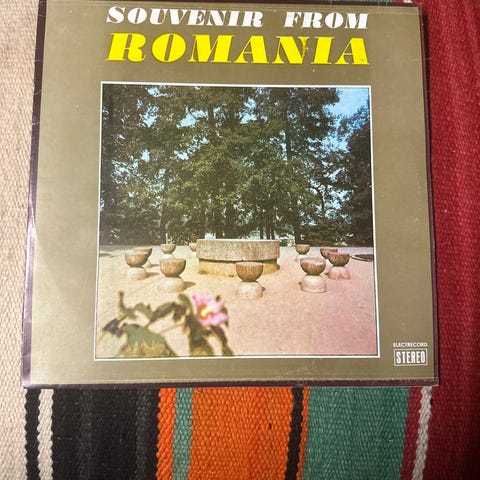 SOUVENIR FROM
ROMANIA
ELECTRECORD
STEREO